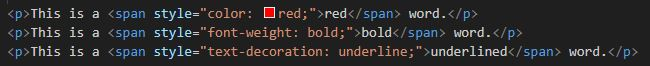 <p>This is a <span style="color: red;">red</span> word.</p>
<p>This is a <span style="font-weight: bold;">bold</span> word.</p>
<p>This is a <span style="text-decoration: underline;">underlined</span> word.</p>